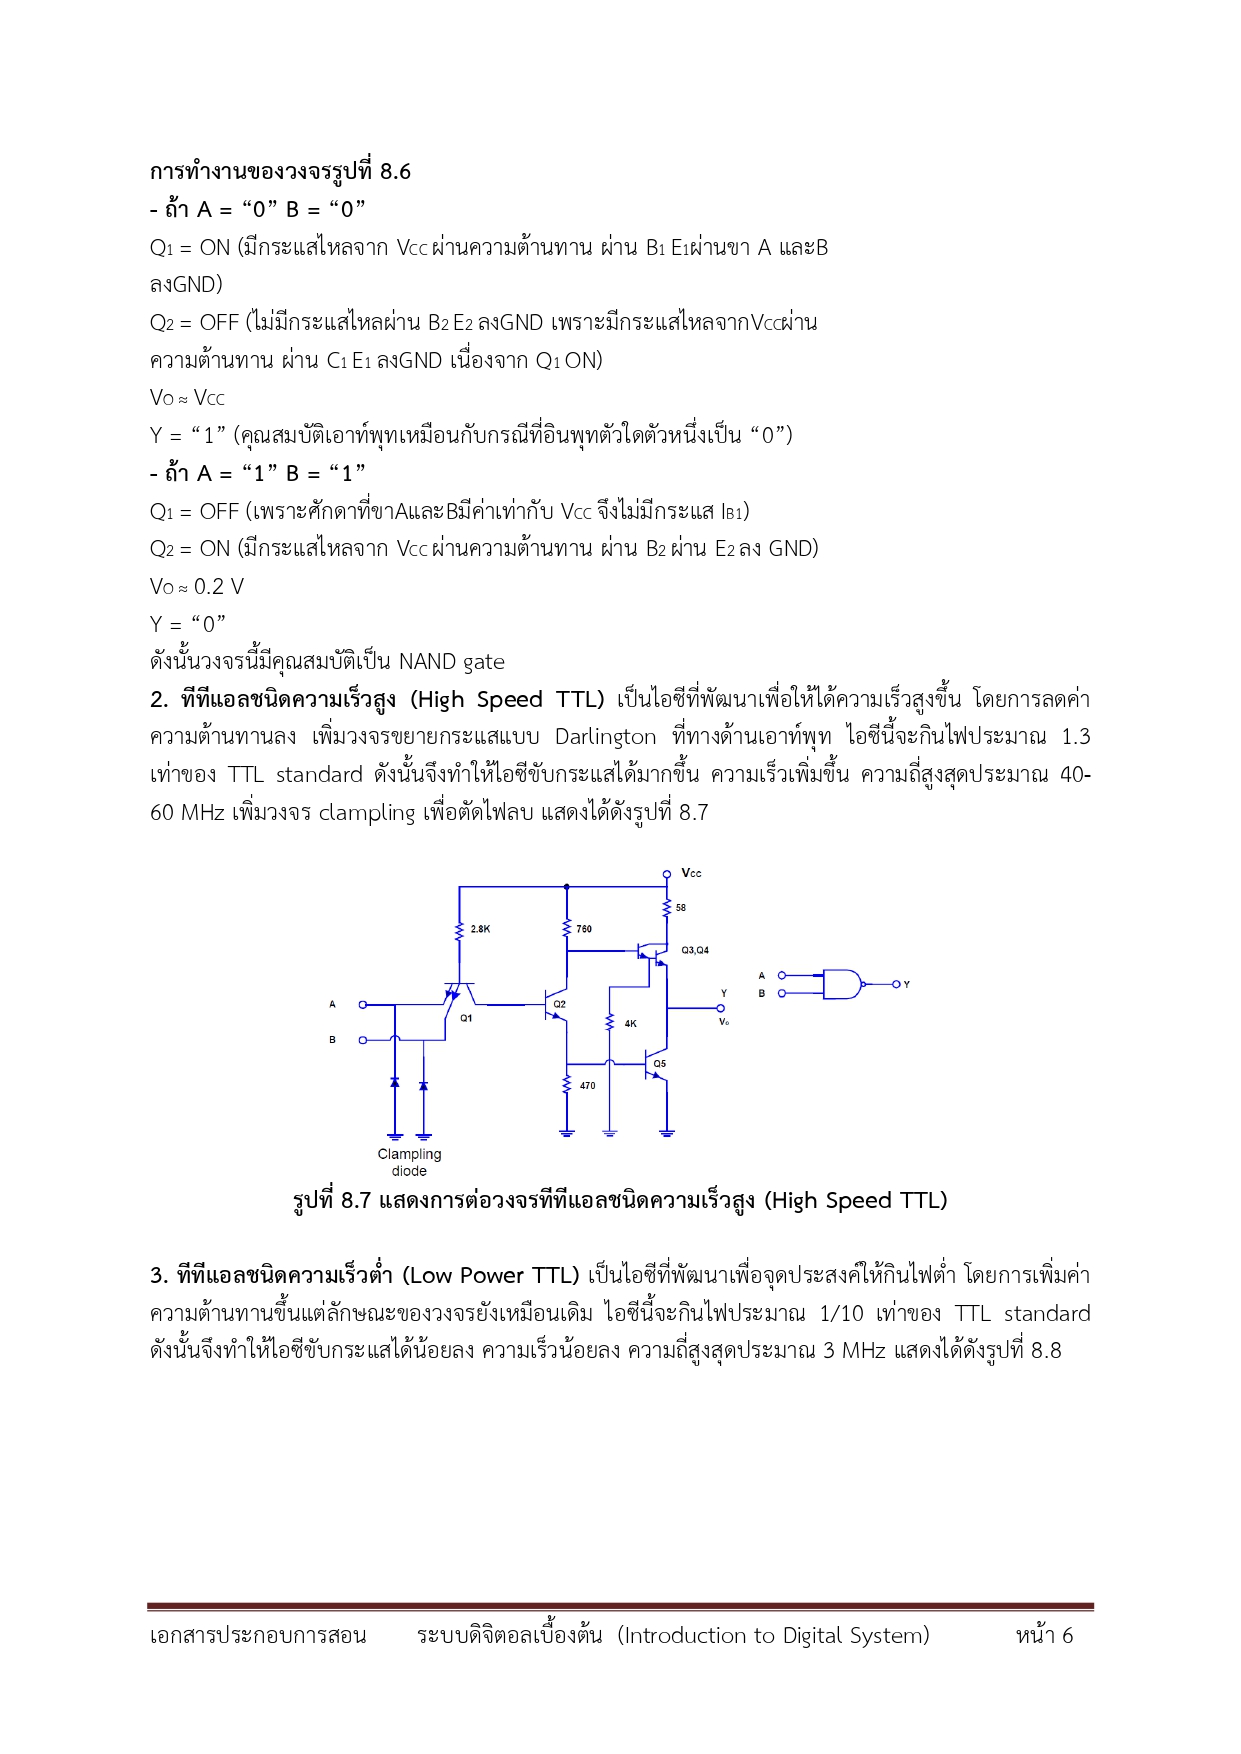 การทำงานของวงจรรูปที่ 8.6
- ถ้า A = “0” B = “0”
Q1 = ON (มีกระแสไหลจาก VCC ผ่านความต้านทาน ผ่าน B1 E1ผ่านขา A และB
ลงGND)
Q2 = OFF (ไม่มีกระแสไหลผ่าน B2 E2 ลงGND เพราะมีกระแสไหลจากVCCผ่าน
ความต้านทาน ผ่าน C1 E1 ลงGND เนื่องจาก Q1 ON)
VO ≈ VCC
Y = “1” (คุณสมบัติเอาท์พุทเหมือนกับกรณีที่อินพุทตัวใดตัวหนึ่งเป็น “0”)
- ถ้า A = “1” B = “1”
Q1 = OFF (เพราะศักดาที่ขาAและBมีค่าเท่ากับ VCC จึงไม่มีกระแส IB1)
Q2 = ON (มีกระแสไหลจาก VCC ผ่านความต้านทาน ผ่าน B2 ผ่าน E2 ลง GND)
VO ≈ 0.2 V
Y = “0”
ดังนั้นวงจรนี้มีคุณสมบัติเป็น NAND gate
2. ทีทีแอลชนิดความเร็วสูง (High Speed TTL) เป็นไอซีที่พัฒนาเพื่อให้ได้ความเร็วสูงขึ้น โดยการลดค่า
ความต้านทานลง เพิ่มวงจรขยายกระแสแบบ Darlington ที่ทางด้านเอาท์พุท ไอซีนี้จะกินไฟประมาณ 1.3
เท่าของ TTL standard ดังนั้นจึงทำให้ไอซีขับกระแสได้มากขึ้น ความเร็วเพิ่มขึ้น ความถี่สูงสุดประมาณ 40-
60 MHz เพิ่มวงจร clampling เพื่อตัดไฟลบ แสดงได้ดังรูปที่ 8.7
Vcc
58
2.8K
760
Q3,Q4
A
B
Y
A
B
Q1
Q2
4K
Y
Vo
Q5
470
Clampling
diode
รูปที่ 8.7 แสดงการต่อวงจรทีทีแอลชนิดความเร็วสูง (High Speed TTL)
3. ทีทีแอลชนิดความเร็วต่ำ (Low Power TTL) เป็นไอซีที่พัฒนาเพื่อจุดประสงค์ให้กินไฟต่ำ โดยการเพิ่มค่า
ความต้านทานขึ้นแต่ลักษณะของวงจรยังเหมือนเดิม ไอซีนี้จะกินไฟประมาณ 1/10 เท่าของ TTL standard
ดังนั้นจึงทำให้ไอซีขับกระแสได้น้อยลง ความเร็วน้อยลง ความถี่สูงสุดประมาณ 3 MHz แสดงได้ดังรูปที่ 8.8
เอกสารประกอบการสอน ระบบดิจิตอลเบื้องต้น (Introduction to Digital System) หน้า 6